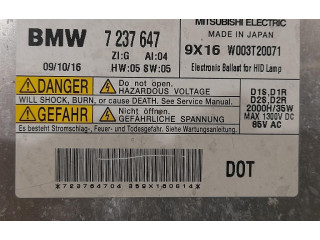 MITSUBISHI ELECTRIC
BMW 7 237 647 MADE IN JAPAN
ZI:G AI:04 9X16 W003T20071
09/10/16 HW:05 SW:05 Electronic Ballast for HID Lamp
DANGER Do not open. HAZARDOUS VOLTAGE. D1S,D1R
WILL SHOCK, BURN, or cause DEATH. See Service Manual. D2S,D2R
GEFAHR NICHT ÖFFNEN. GEFÄHRLICHE SPANNUNG 2000H/35W
MAX 1300V DC
Es besteht Stromschlag-, Feuer- und Todesgefahr. Siehe Wartungsanleitung. 85V AC
DOT